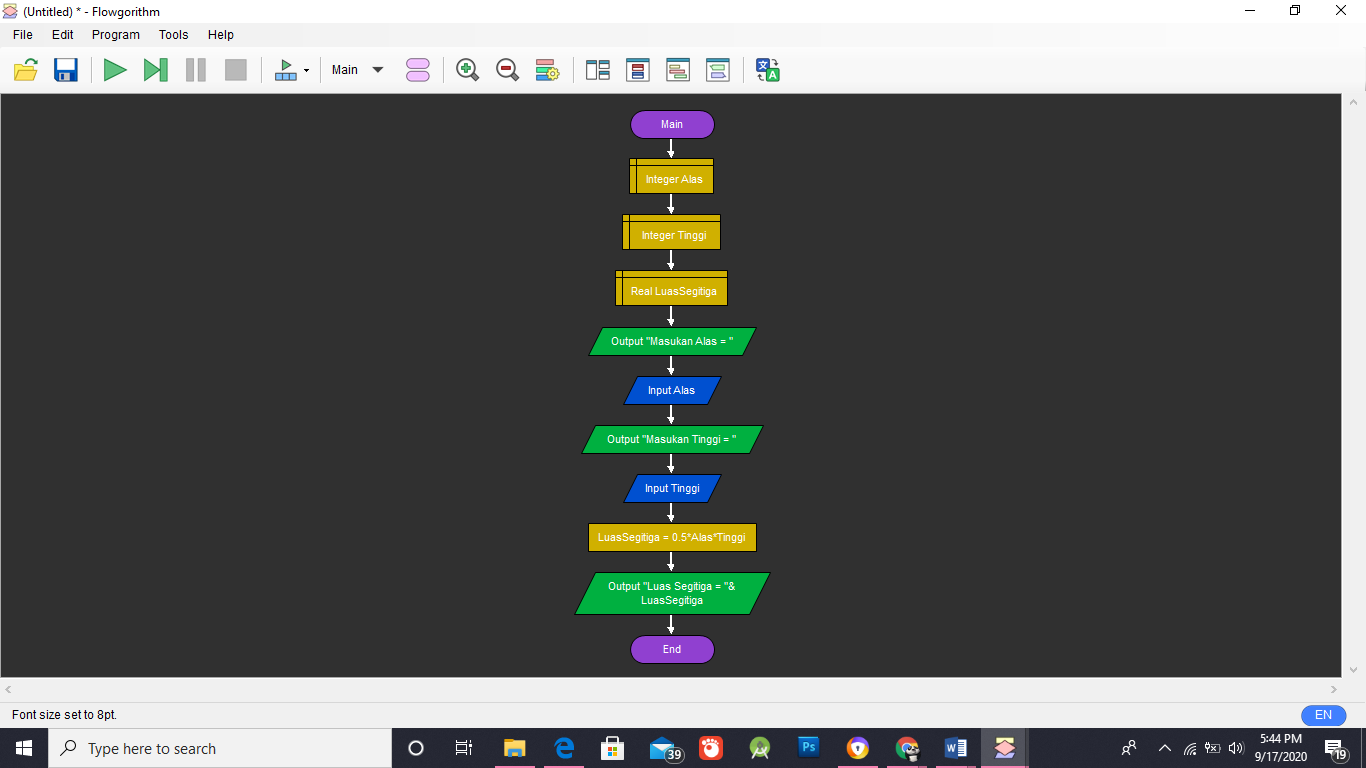 (Untitled) * - Flowgorithm
File Edit Program Tools Help
Main
Main
Integer Alas
Integer Tinggi
Real LuasSegitiga
Output "Masukan Alas = "
Input Alas
Output "Masukan Tinggi = "
Input Tinggi
LuasSegitiga = 0.5*Alas*Tinggi
Output "Luas Segitiga = "&
LuasSegitiga
End
Font size set to 8pt.
EN
Type here to search
39
Ps
W
5:44 PM
9/17/2020
19